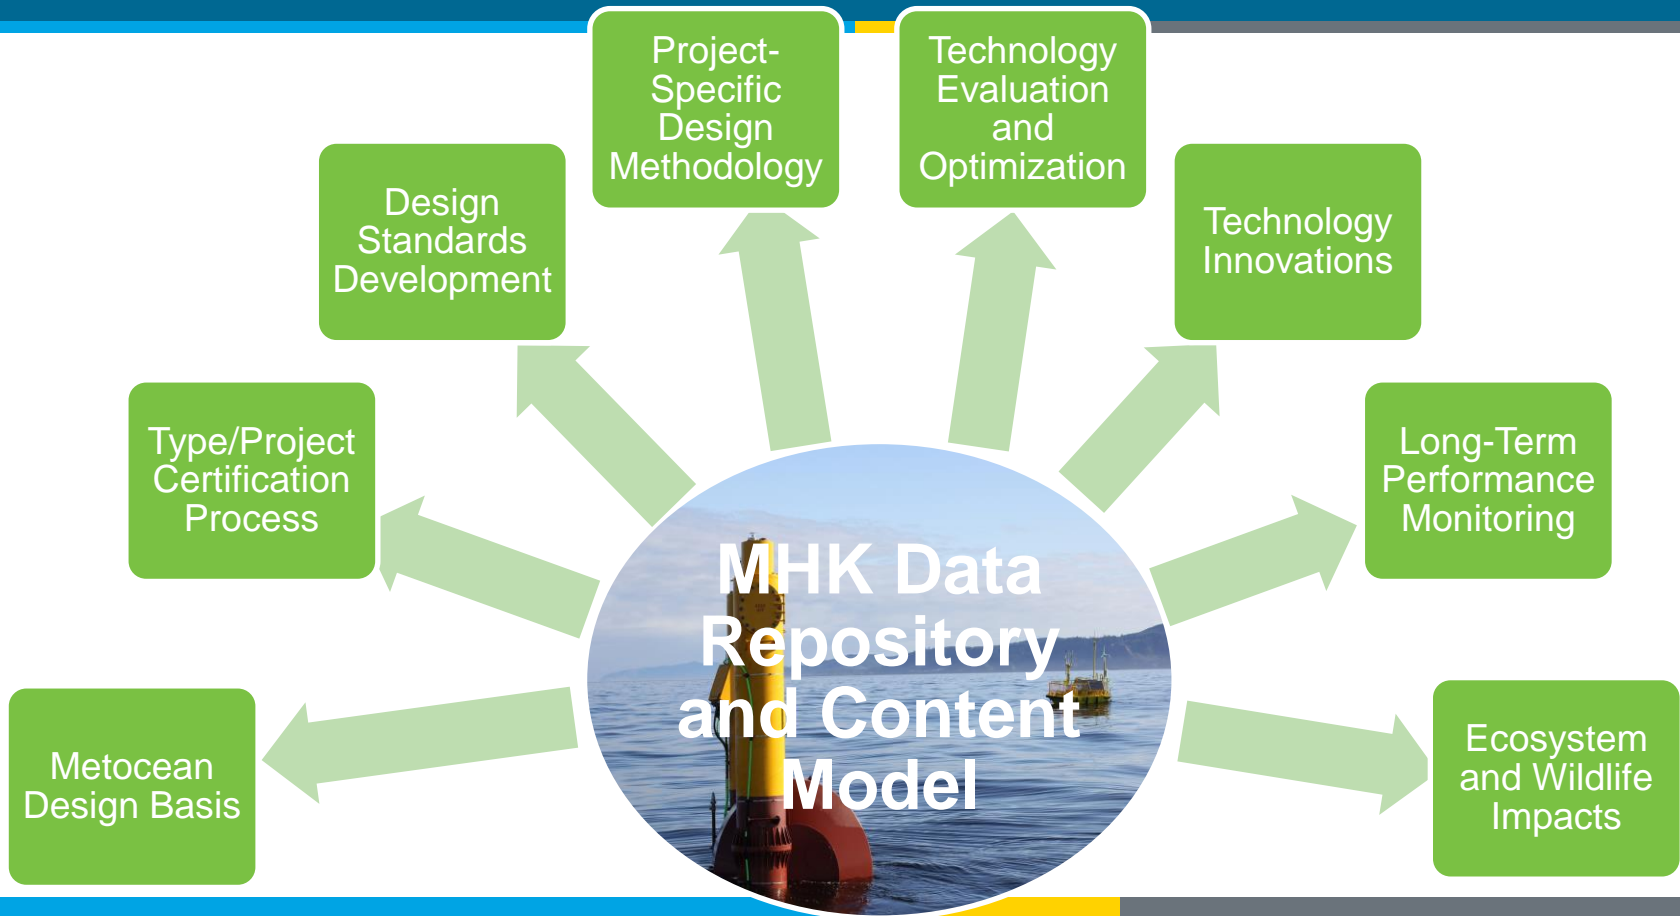 Project-
Specific
Design
Methodology
Technology
Evaluation
and
Optimization
Design
Standards
Development
Technology
Innovations
Type/Project
Certification
Process
Long-Term
Performance
Monitoring
Metocean
Design Basis
MHK Data
Repository
and Content
Model
Ecosystem
and Wildlife
Impacts